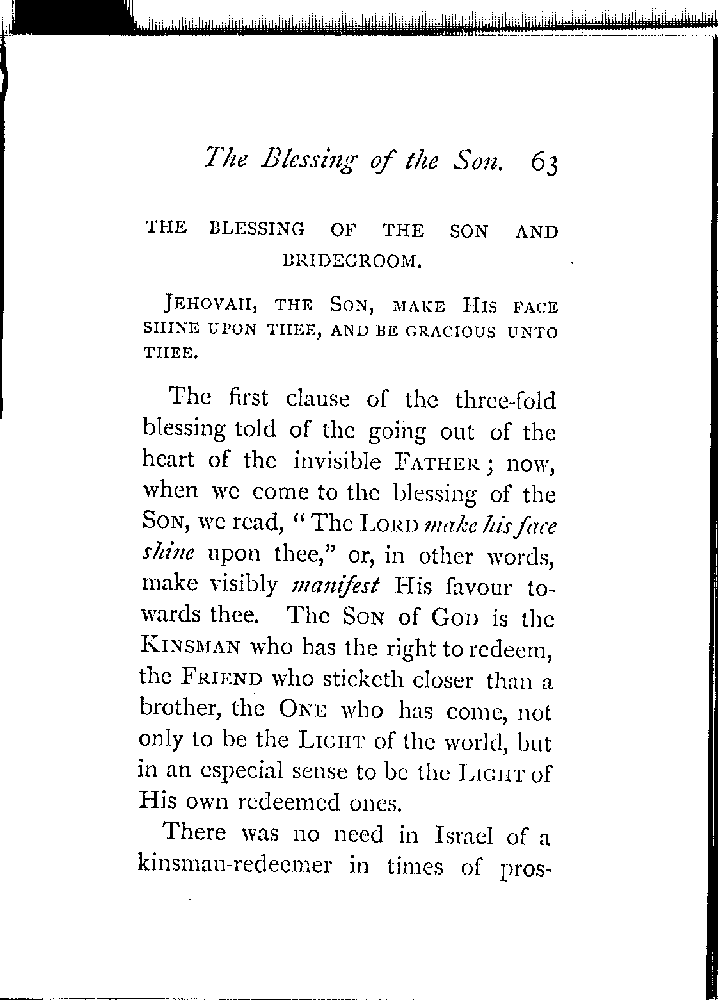 The Blessing of the Son. 63
THE BLESSING OF THE SON AND
BRIDEGROOM.
JEHOVAH, THE SON, MAKE HIS FACE
SHINE UPON THEE, AND BE GRACIOUS UNTO
THEE.
The first clause of the three-fold
blessing told of the going out of the
heart of the invisible FATHER; now,
when we come to the blessing of the
SON, we read, “The LORD make his face
shine upon thee,” or, in other words,
make visibly manifest His favour to-
wards thee. The SON of GOD is the
KINSMAN who has the right to redeem,
the FRIEND who sticketh closer than a
brother, the ONE who has come, not
only to be the LIGHT of the world, but
in an especial sense to be the LIGHT of
His own redeemed ones.
There was no need in Israel of a
kinsman-redeemer in times of pros-